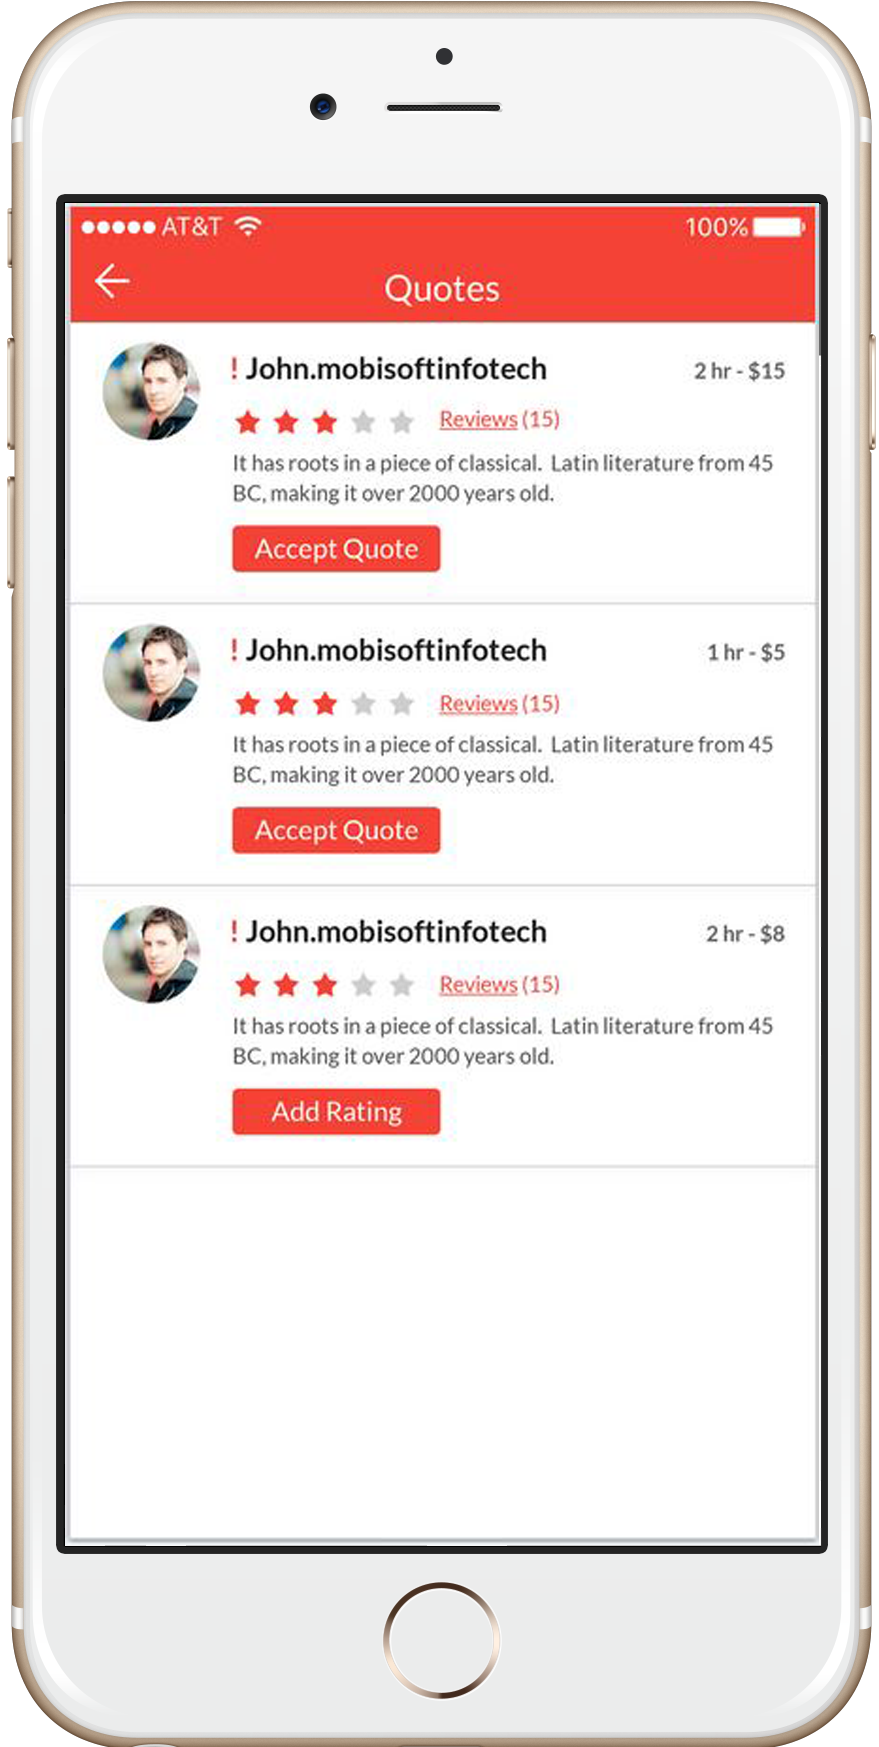 AT&T 100%
Quotes
! John.mobisoftinfotech 2 hr - $15
Reviews (15)
It has roots in a piece of classical. Latin literature from 45
BC, making it over 2000 years old.
Accept Quote
! John.mobisoftinfotech 1 hr - $5
Reviews (15)
It has roots in a piece of classical. Latin literature from 45
BC, making it over 2000 years old.
Accept Quote
! John.mobisoftinfotech 2 hr - $8
Reviews (15)
It has roots in a piece of classical. Latin literature from 45
BC, making it over 2000 years old.
Add Rating